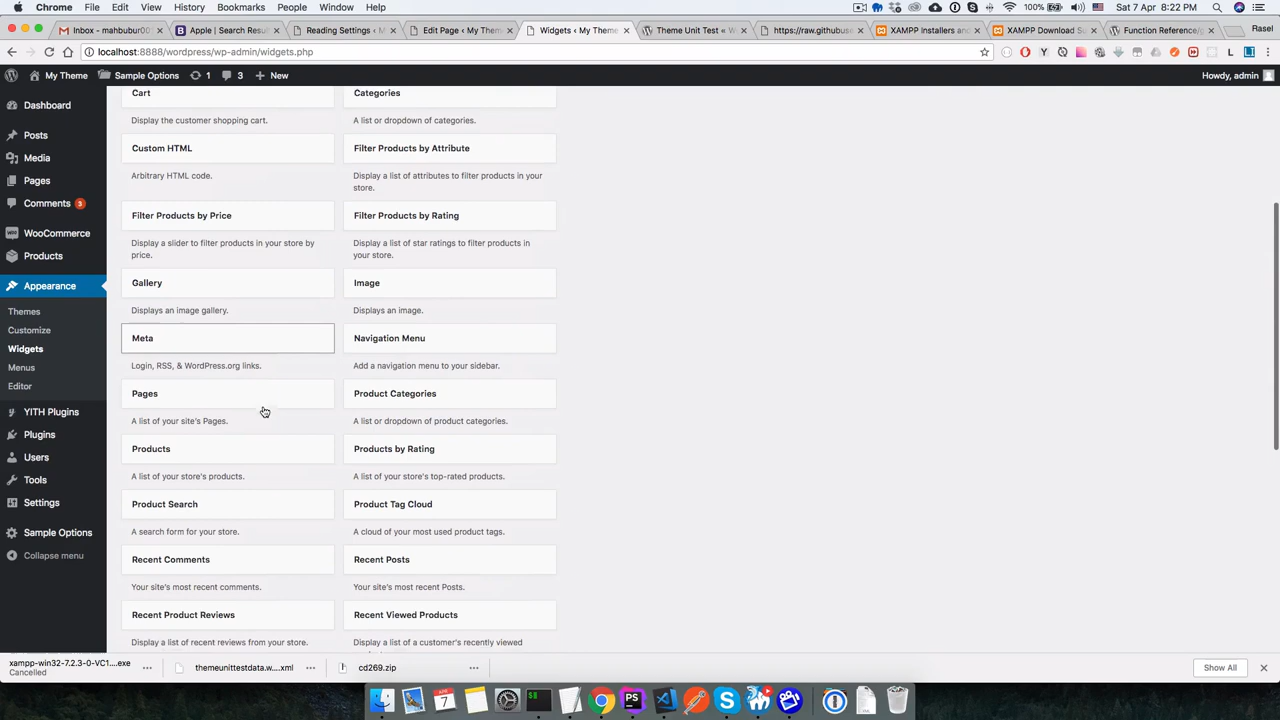 Chrome File Edit View History Bookmarks People Window Help
100% Sat 7 Apr 8:22 PM
Inbox - mahbubur00
Apple | Search Resul
Reading Settings ‹ M
Edit Page ‹ My Them
Widgets ‹ My Theme
Theme Unit Test « W
https://raw.githubuse
XAMPP Installers and
XAMPP Download Su
Function Reference/
Rasel
localhost:8888/wordpress/wp-admin/widgets.php
My Theme Sample Options 1 3 New
Howdy, admin
Dashboard
Posts
Media
Pages
Comments 3
WooCommerce
Products
Appearance
Themes
Customize
Widgets
Menus
Editor
YITH Plugins
Plugins
Users
Tools
Settings
Sample Options
Collapse menu
Cart
Display the customer shopping cart.
Categories
A list or dropdown of categories.
Custom HTML
Arbitrary HTML code.
Filter Products by Attribute
Display a list of attributes to filter products in your
store.
Filter Products by Price
Display a slider to filter products in your store by
price.
Filter Products by Rating
Display a list of star ratings to filter products in
your store.
Gallery
Displays an image gallery.
Image
Displays an image.
Meta
Login, RSS, & WordPress.org links.
Navigation Menu
Add a navigation menu to your sidebar.
Pages
A list of your site's Pages.
Product Categories
A list or dropdown of product categories.
Products
A list of your store's products.
Products by Rating
A list of your store's top-rated products.
Product Search
A search form for your store.
Product Tag Cloud
A cloud of your most used product tags.
Recent Comments
Your site's most recent comments.
Recent Posts
Your site's most recent Posts.
Recent Product Reviews
Display a list of recent reviews from your store.
Recent Viewed Products
Display a list of a customer's recently viewed
xampp-win32-7.2.3-0-VC1....exe
Cancelled
themeunittestdata.w....xml
cd269.zip
Show All